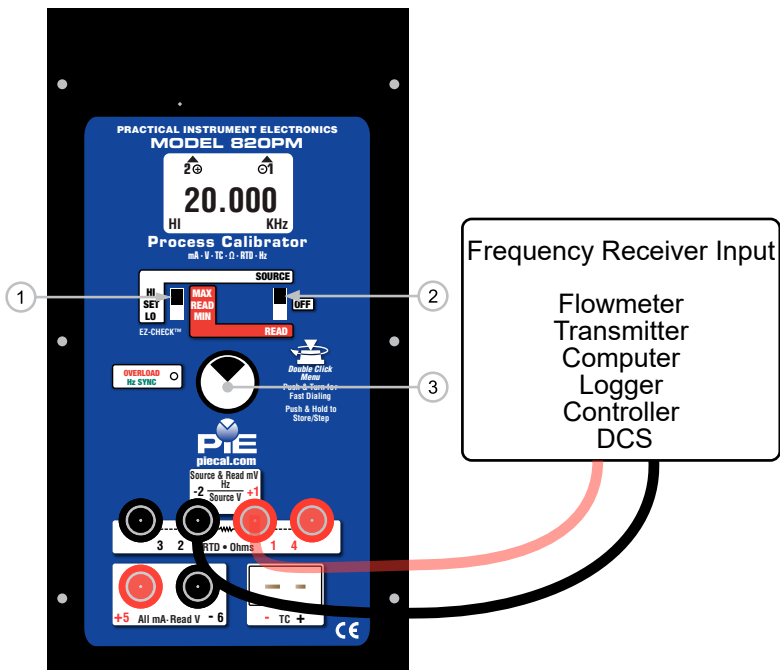 PRACTICAL INSTRUMENT ELECTRONICS
MODEL 820PM
2⊕ ⊖1
20.000
HI KHz
Process Calibrator
mA · V · TC · Ω · RTD · Hz
SOURCE
HI
SET
LO
MAX
READ
MIN
OFF
EZ-CHECK™
READ
1
2
3
OVERLOAD
Hz SYNC
Double Click
Menu
Push & Turn for
Fast Dialing
Push & Hold to
Store/Step
PIE
piecal.com
Source & Read mV
Hz
-2 +1
Source V
3 2 RTD • Ohms 1 4
+5 All mA-Read V - 6
- TC +
CE
Frequency Receiver Input
Flowmeter
Transmitter
Computer
Logger
Controller
DCS